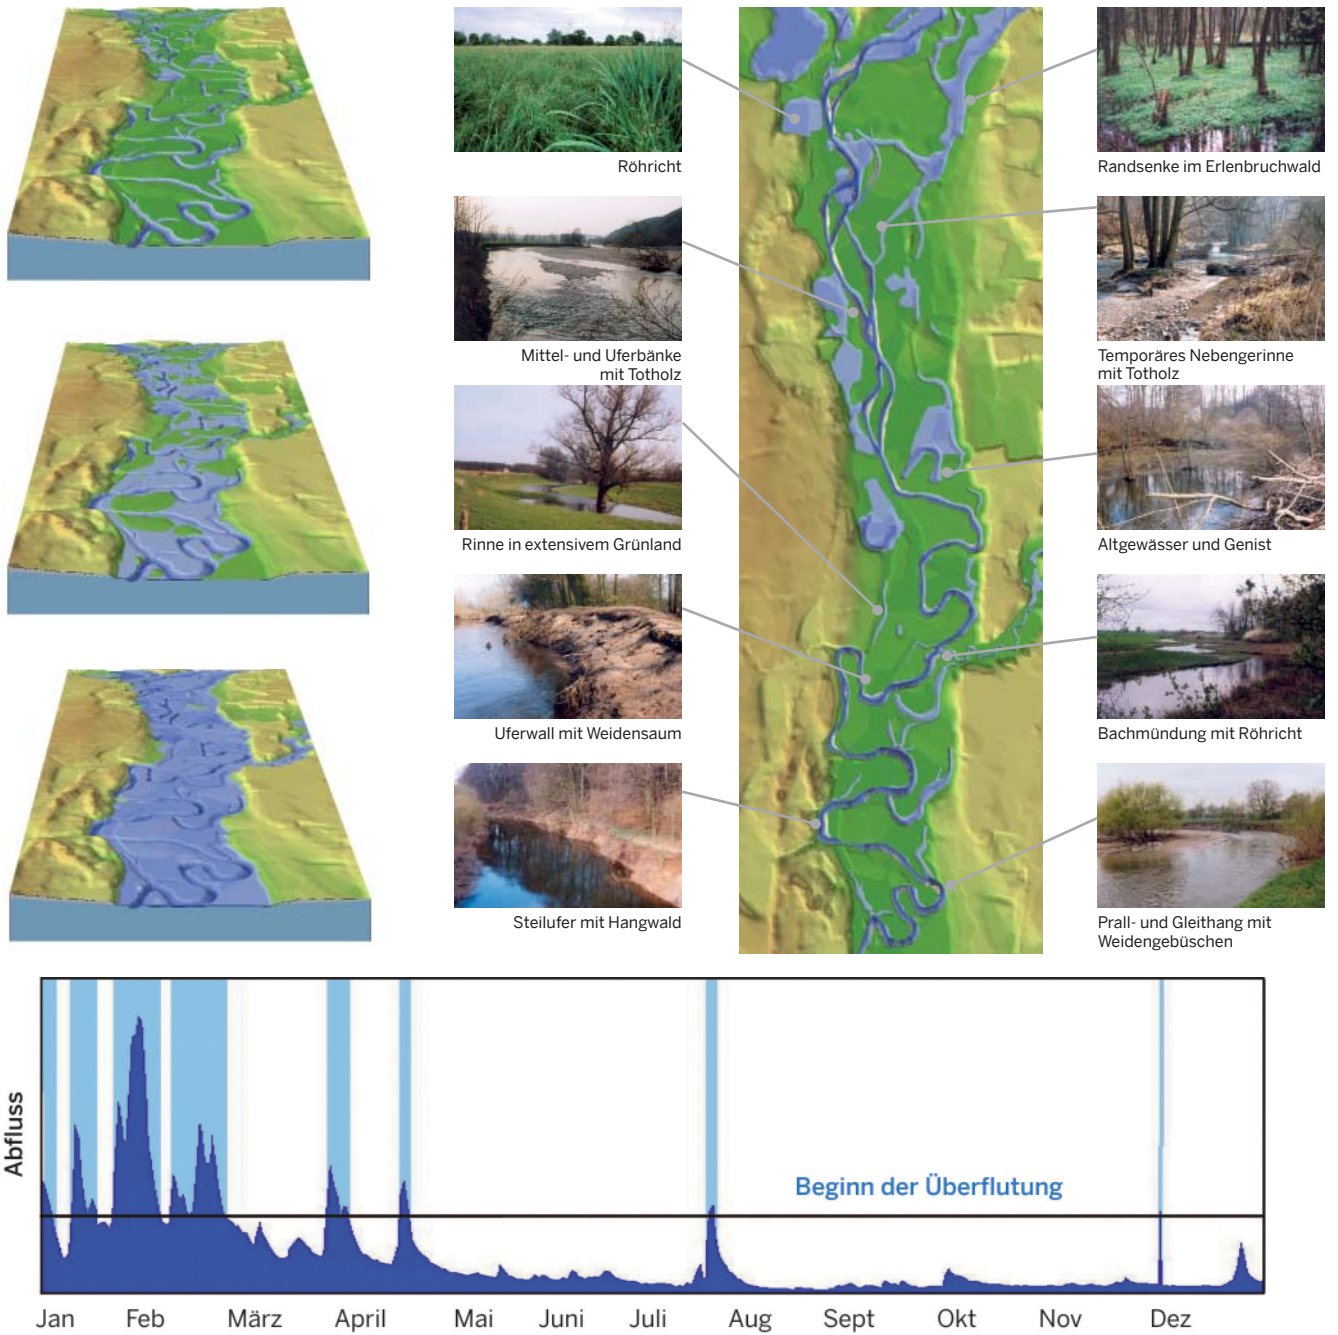 Röhricht
Mittel- und Uferbänke
mit Totholz
Rinne in extensivem Grünland
Uferwall mit Weidensaum
Steilufer mit Hangwald
Randsenke im Erlenbruchwald
Temporäres Nebengerinne
mit Totholz
Altgewässer und Genist
Bachmündung mit Röhricht
Prall- und Gleithang mit
Weidengebüschen
Abfluss
Beginn der Überflutung
Jan Feb März April Mai Juni Juli Aug Sept Okt Nov Dez